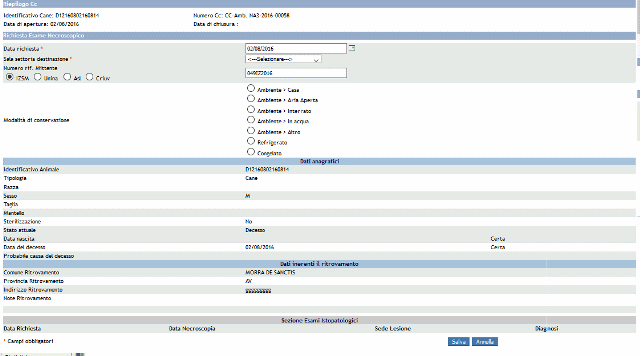 Riepilogo Cc
Identificativo Cane: D12160802160814 Numero Cc: CC-Amb. NA3-2016-00058
Data di apertura: 02/08/2016 Data di chiusura :
Richiesta Esame Necroscopico
Data richiesta * 02/08/2016
Sala settoria destinazione * <---Selezionare--->
Numero rif. Mittente
IZSM Unina Asl Criuv
Ambiente > Casa
Ambiente > Aria Aperta
Ambiente > Interrato
Modalità di conservazione
Ambiente > In acqua
Ambiente > Altro
Refrigerato
Congelato
Dati anagrafici
Identificativo Animale D12160802160814
Tipologia Cane
Razza
Sesso M
Taglia
Mantello
Sterilizzazione No
Stato attuale Decesso
Data nascita Certa
Data del decesso 02/08/2016 Certa
Probabile causa del decesso
Dati inerenti il ritrovamento
Comune Ritrovamento MORRA DE SANCTIS
Provincia Ritrovamento AV
Indirizzo Ritrovamento
Note Ritrovamento
Sezione Esami Istopatologici
Data Richiesta Data Necroscopia Sede Lesione Diagnosi
* Campi obbligatori Salva Annulla